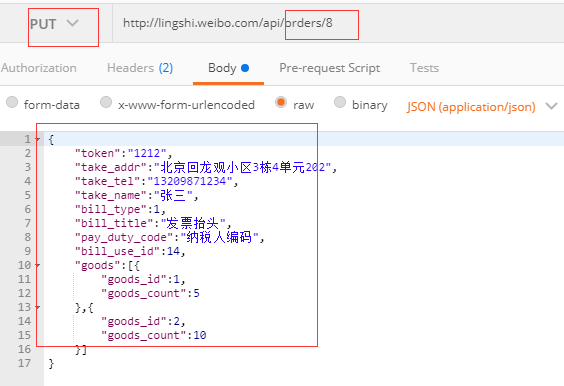 PUT http://lingshi.weibo.com/api/orders/8
Authorization Headers (2) Body Pre-request Script Tests
form-data x-www-form-urlencoded raw binary JSON (application/json)
1 {
2 "token":"1212",
3 "take_addr":"北京回龙观小区3栋4单元202",
4 "take_tel":"13209871234",
5 "take_name":"张三",
6 "bill_type":1,
7 "bill_title":"发票抬头",
8 "pay_duty_code":"纳税人编码",
9 "bill_use_id":14,
10 "goods":[{
11 "goods_id":1,
12 "goods_count":5
13 },{
14 "goods_id":2,
15 "goods_count":10
16 }]
17 }